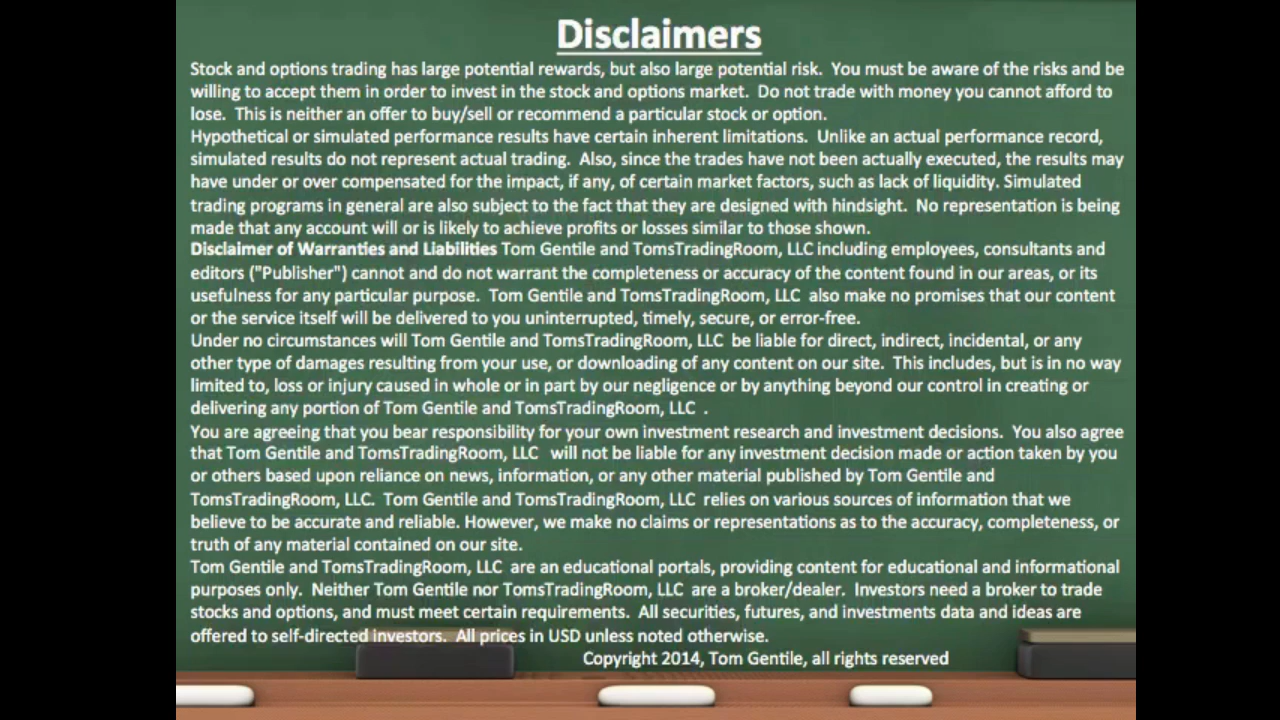 Disclaimers
Stock and options trading has large potential rewards, but also large potential risk.  You must be aware of the risks and be
willing to accept them in order to invest in the stock and options market.  Do not trade with money you cannot afford to
lose.  This is neither an offer to buy/sell or recommend a particular stock or option.
Hypothetical or simulated performance results have certain inherent limitations.  Unlike an actual performance record,
simulated results do not represent actual trading.  Also, since the trades have not been actually executed, the results may
have under or over compensated for the impact, if any, of certain market factors, such as lack of liquidity. Simulated
trading programs in general are also subject to the fact that they are designed with hindsight.  No representation is being
made that any account will or is likely to achieve profits or losses similar to those shown.
Disclaimer of Warranties and Liabilities Tom Gentile and TomsTradingRoom, LLC including employees, consultants and
editors ("Publisher") cannot and do not warrant the completeness or accuracy of the content found in our areas, or its
usefulness for any particular purpose.  Tom Gentile and TomsTradingRoom, LLC  also make no promises that our content
or the service itself will be delivered to you uninterrupted, timely, secure, or error-free.
Under no circumstances will Tom Gentile and TomsTradingRoom, LLC  be liable for direct, indirect, incidental, or any
other type of damages resulting from your use, or downloading of any content on our site.  This includes, but is in no way
limited to, loss or injury caused in whole or in part by our negligence or by anything beyond our control in creating or
delivering any portion of Tom Gentile and TomsTradingRoom, LLC  .
You are agreeing that you bear responsibility for your own investment research and investment decisions.  You also agree
that Tom Gentile and TomsTradingRoom, LLC   will not be liable for any investment decision made or action taken by you
or others based upon reliance on news, information, or any other material published by Tom Gentile and
TomsTradingRoom, LLC.  Tom Gentile and TomsTradingRoom, LLC  relies on various sources of information that we
believe to be accurate and reliable. However, we make no claims or representations as to the accuracy, completeness, or
truth of any material contained on our site.
Tom Gentile and TomsTradingRoom, LLC  are an educational portals, providing content for educational and informational
purposes only.  Neither Tom Gentile nor TomsTradingRoom, LLC  are a broker/dealer.  Investors need a broker to trade
stocks and options, and must meet certain requirements.  All securities, futures, and investments data and ideas are
offered to self-directed investors.  All prices in USD unless noted otherwise.
Copyright 2014, Tom Gentile, all rights reserved